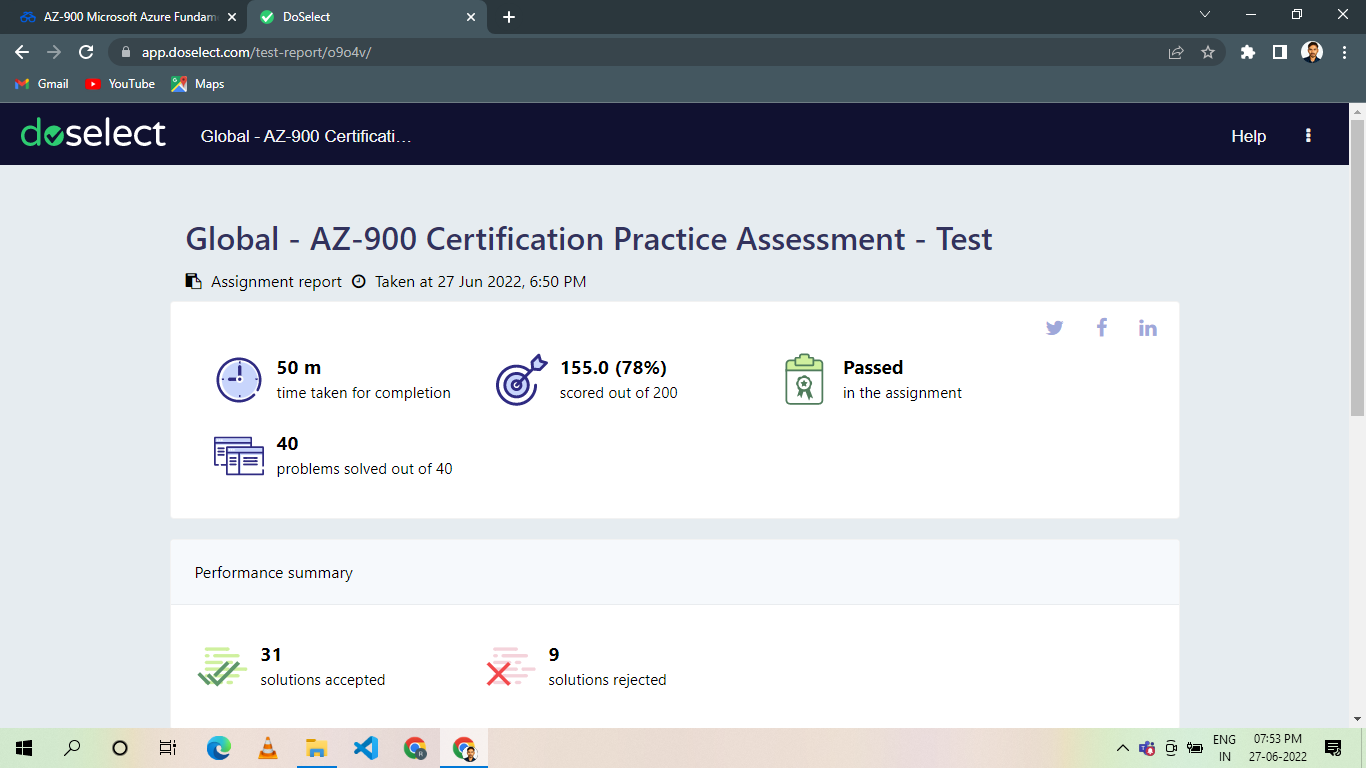 AZ-900 Microsoft Azure Fundam
DoSelect
app.doselect.com/test-report/o9o4v/
Gmail
YouTube
Maps
doselect
Global - AZ-900 Certificati…
Help
Global - AZ-900 Certification Practice Assessment - Test
Assignment report Taken at 27 Jun 2022, 6:50 PM
50 m
time taken for completion
155.0 (78%)
scored out of 200
Passed
in the assignment
40
problems solved out of 40
Performance summary
31
solutions accepted
9
solutions rejected
ENG
IN
07:53 PM
27-06-2022